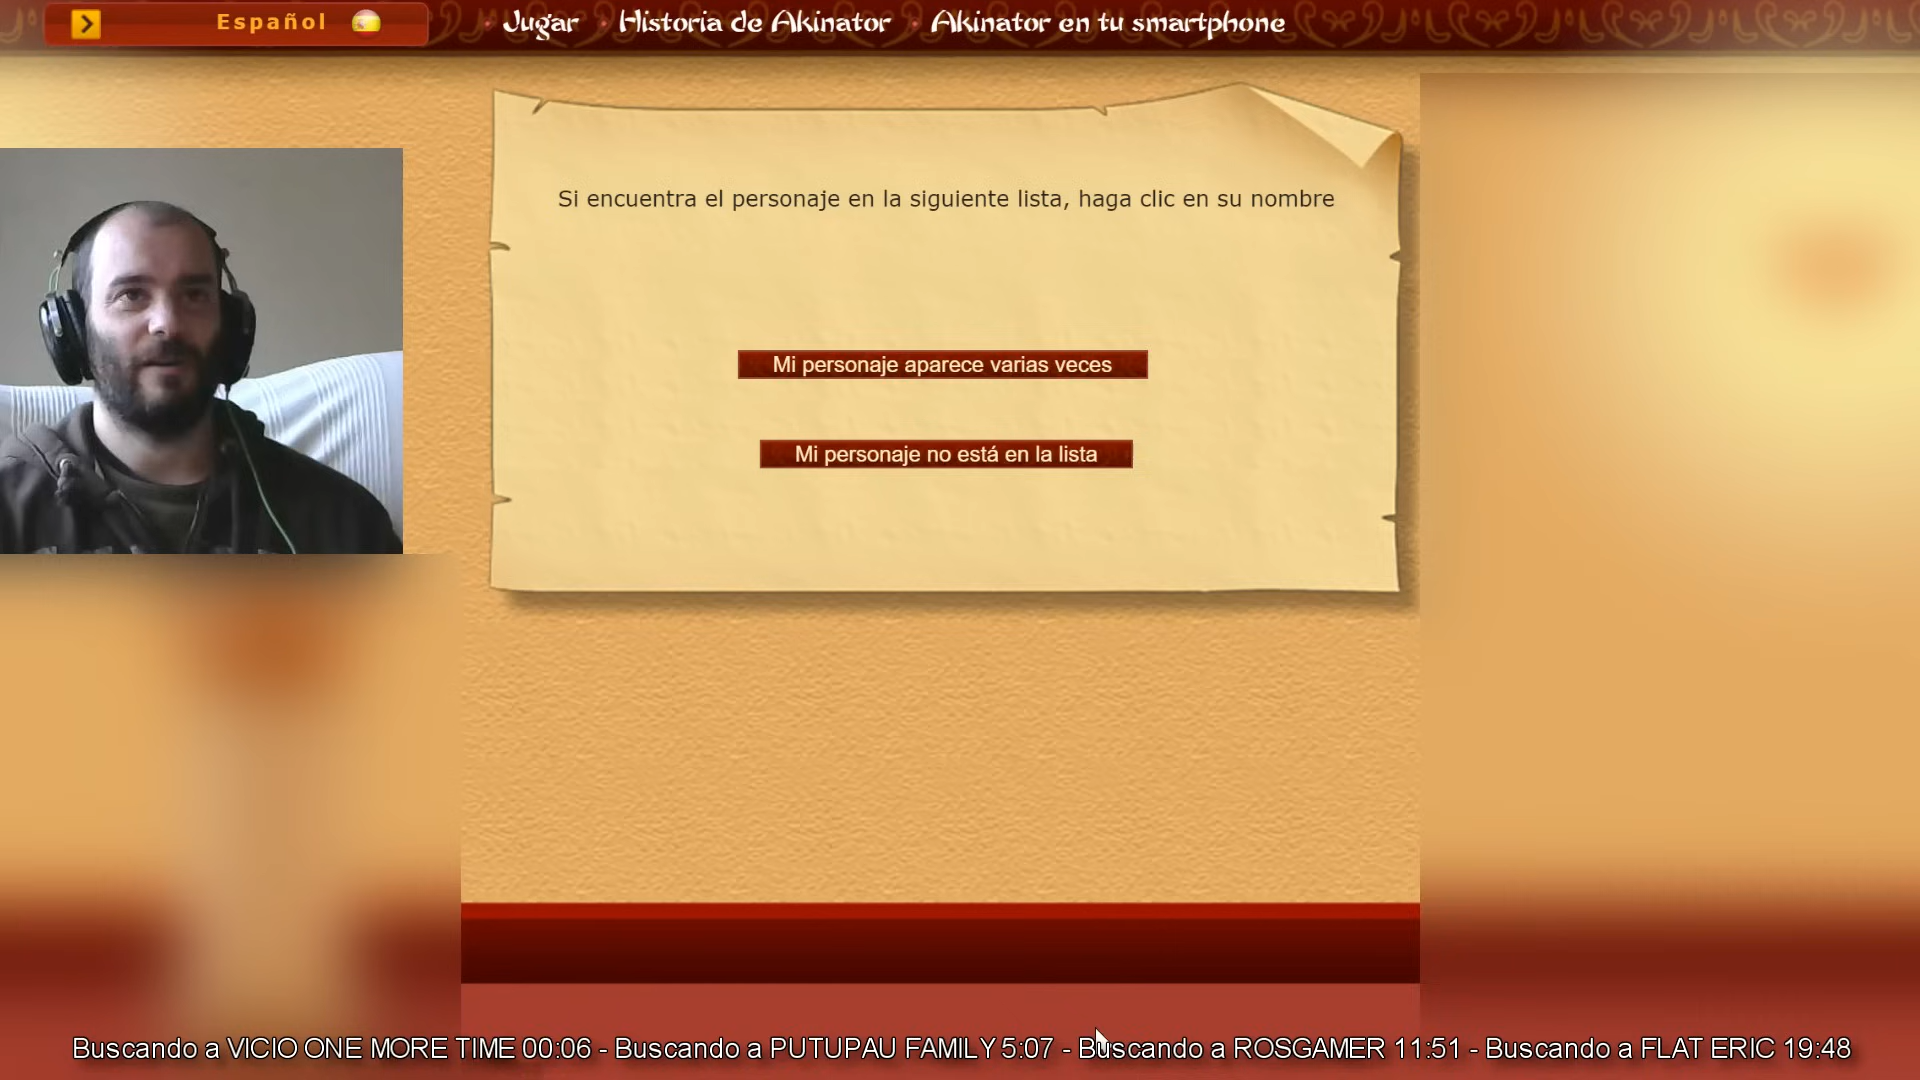 Español
Jugar · Historia de Akinator · Akinator en tu smartphone
Si encuentra el personaje en la siguiente lista, haga clic en su nombre
Mi personaje aparece varias veces
Mi personaje no está en la lista
Buscando a VICIO ONE MORE TIME 00:06 - Buscando a PUTUPAU FAMILY 5:07 - Buscando a ROSGAMER 11:51 - Buscando a FLAT ERIC 19:48